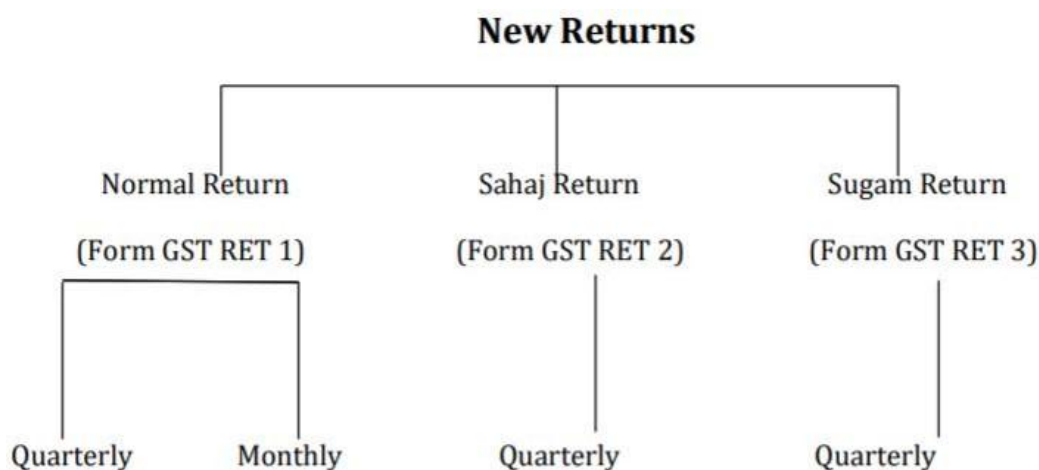 New Returns
Normal Return
Sahaj Return
Sugam Return
(Form GST RET 1)
(Form GST RET 2)
(Form GST RET 3)
Quarterly
Monthly
Quarterly
Quarterly